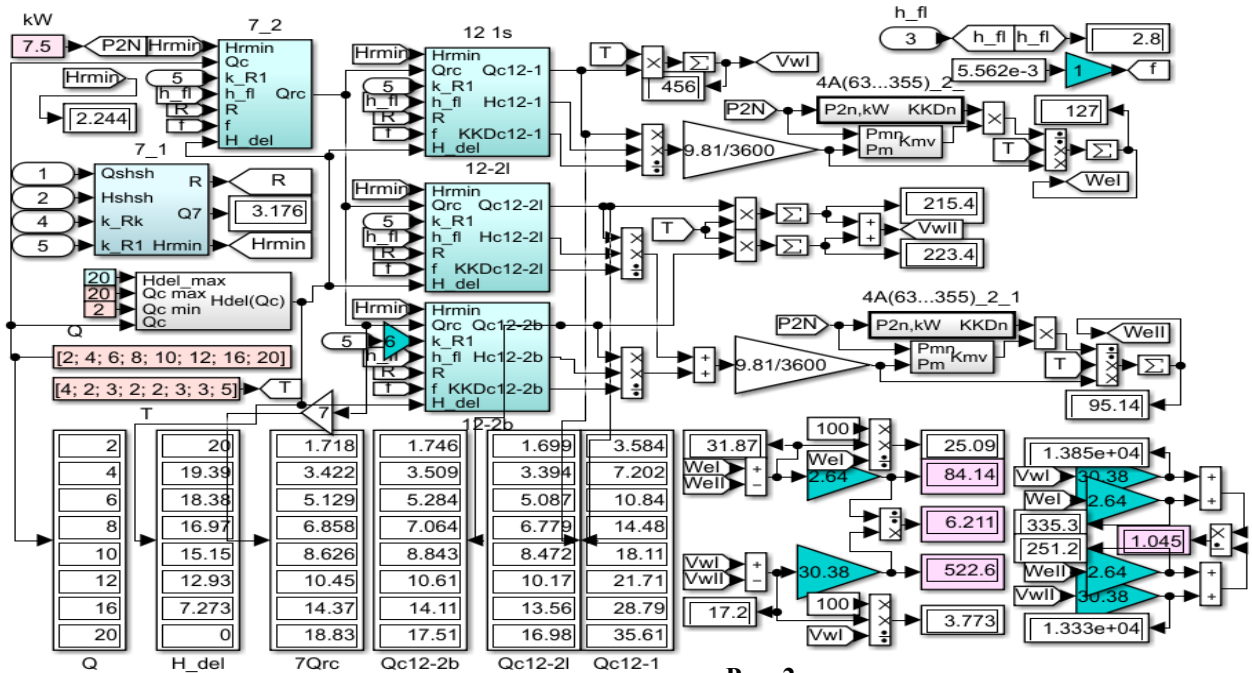 kW
7.5
P2N
Hrmin
Hrmin
2.244
5
h_fl
R
f
7_2
Hrmin
Qc
k_R1
h_fl
R
f
H_del
Qrc
7_1
1
2
4
5
Qshsh
Hshsh
k_Rk
k_R1
R
Q7
Hrmin
R
3.176
Hrmin
20
20
2
Hdel_max
Qc max
Qc min
Qc
Hdel(Qc)
Q
[2; 4; 6; 8; 10; 12; 16; 20]
[4; 2; 3; 2; 2; 3; 3; 5]
T
T
7
12 1s
Hrmin
5
h_fl
R
f
Hrmin
Qrc
k_R1
h_fl
R
f
H_del
Qc12-1
Hc12-1
KKDc12-1
12-2l
Hrmin
5
h_fl
R
f
Hrmin
Qrc
k_R1
h_fl
R
f
H_del
Qc12-2l
Hc12-2l
KKDc12-2l
Hrmin
5
6
h_fl
R
f
Hrmin
Qrc
k_R1
h_fl
R
f
H_del
Qc12-2b
Hc12-2b
KKDc12-2b
12-2b
T
×
Σ
VwI
456
P2N
4A(63...355)_2_
P2n,kW KKDn
Pmn
Pm
Kmv
9.81/3600
T
Σ
127
WeI
h_fl
3
h_fl
h_fl
2.8
5.562e-3
1
f
T
×
×
Σ
Σ
215.4
VwII
223.4
P2N
4A(63...355)_2_1
P2n,kW KKDn
Pmn
Pm
Kmv
9.81/3600
T
Σ
WeII
95.14
2
4
6
8
10
12
16
20
Q
20
19.39
18.38
16.97
15.15
12.93
7.273
0
H_del
1.718
3.422
5.129
6.858
8.626
10.45
14.37
18.83
7Qrc
1.746
3.509
5.284
7.064
8.843
10.61
14.11
17.51
Qc12-2b
1.699
3.394
5.087
6.779
8.472
10.17
13.56
16.98
Qc12-2l
3.584
7.202
10.84
14.48
18.11
21.71
28.79
35.61
Qc12-1
31.87
WeI
WeII
100
WeI
2.64
25.09
84.14
6.211
VwI
VwII
30.38
522.6
17.2
100
VwI
3.773
1.385e+04
VwI
30.38
WeI
2.64
335.3
251.2
1.045
WeII
2.64
VwII
30.38
1.333e+04